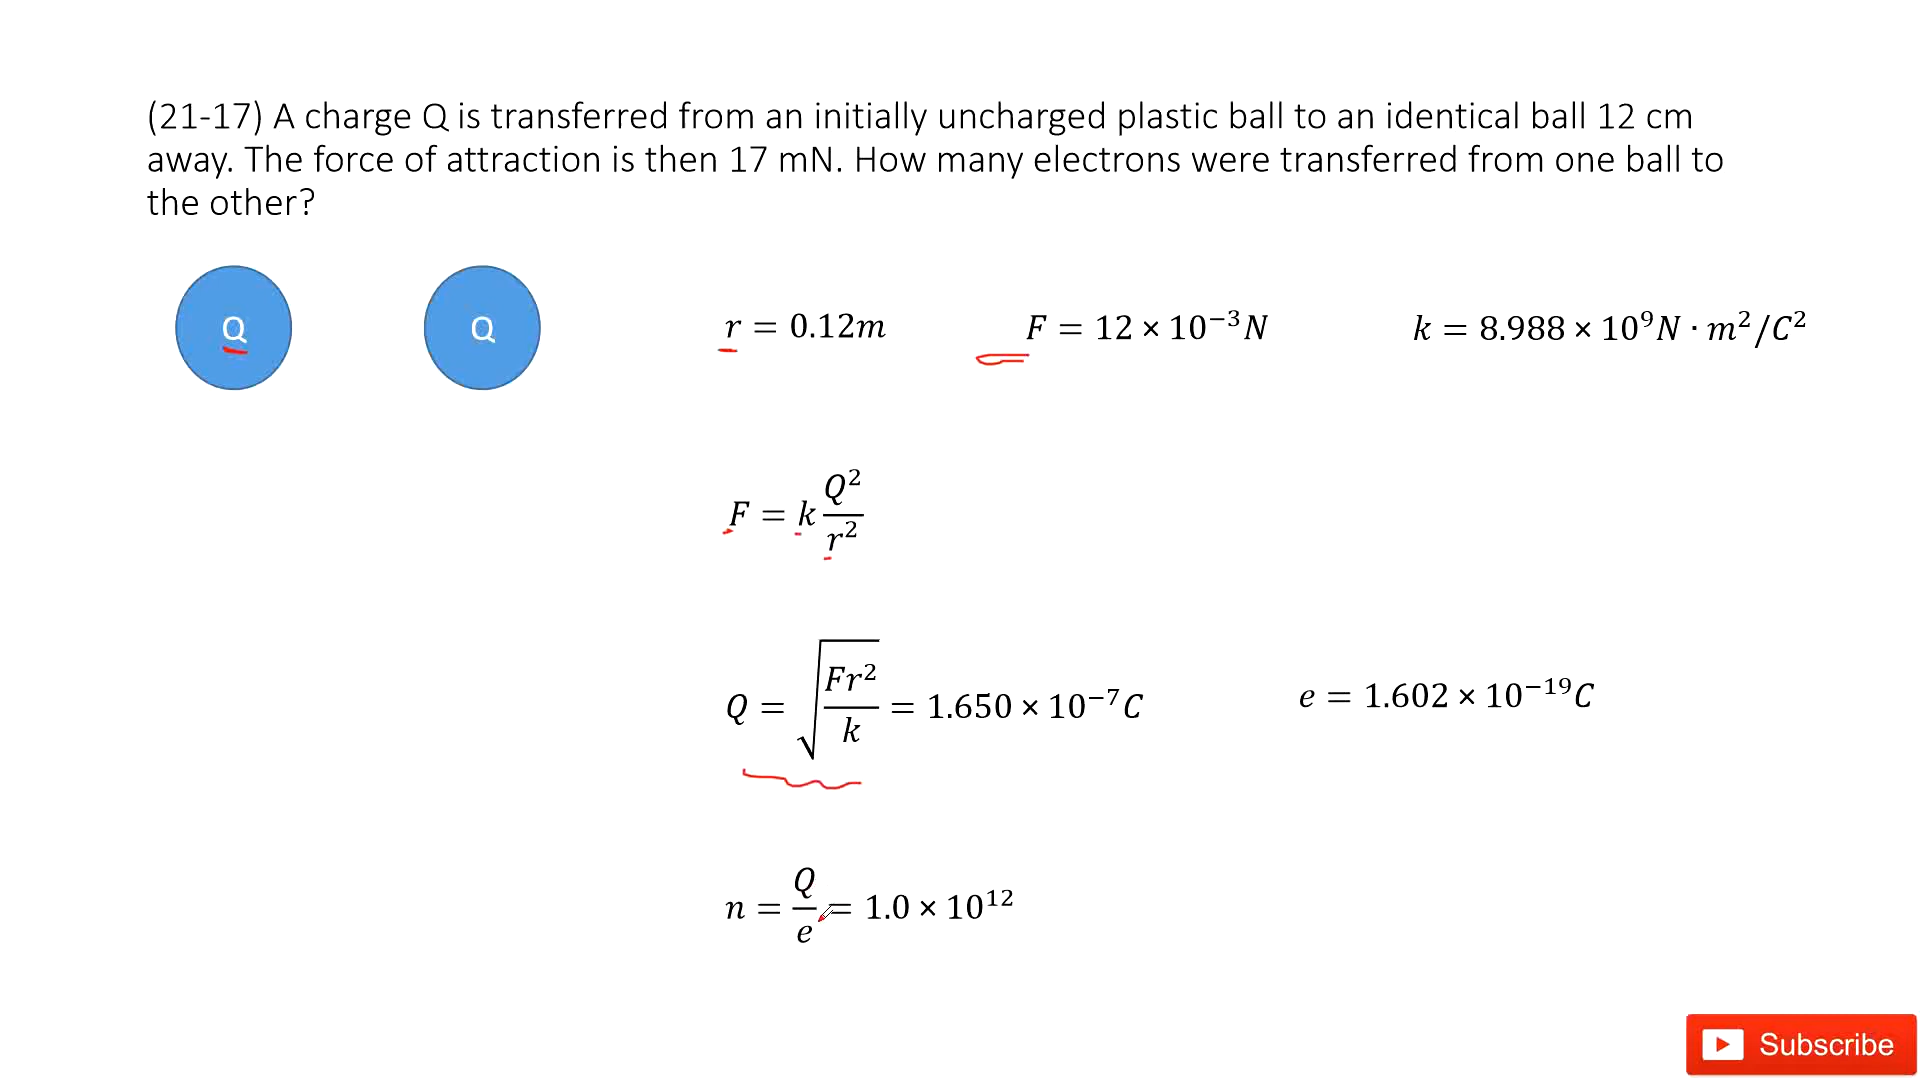 (21-17) A charge Q is transferred from an initially uncharged plastic ball to an identical ball 12 cm
away. The force of attraction is then 17 mN. How many electrons were transferred from one ball to
the other?
Q Q r = 0.12m F = 12 × 10⁻³N k = 8.988 × 10⁹N · m²/C²
F = k Q²/r²
Q = √(Fr²/k) = 1.650 × 10⁻⁷C e = 1.602 × 10⁻¹⁹C
n = Q/e = 1.0 × 10¹²
Subscribe